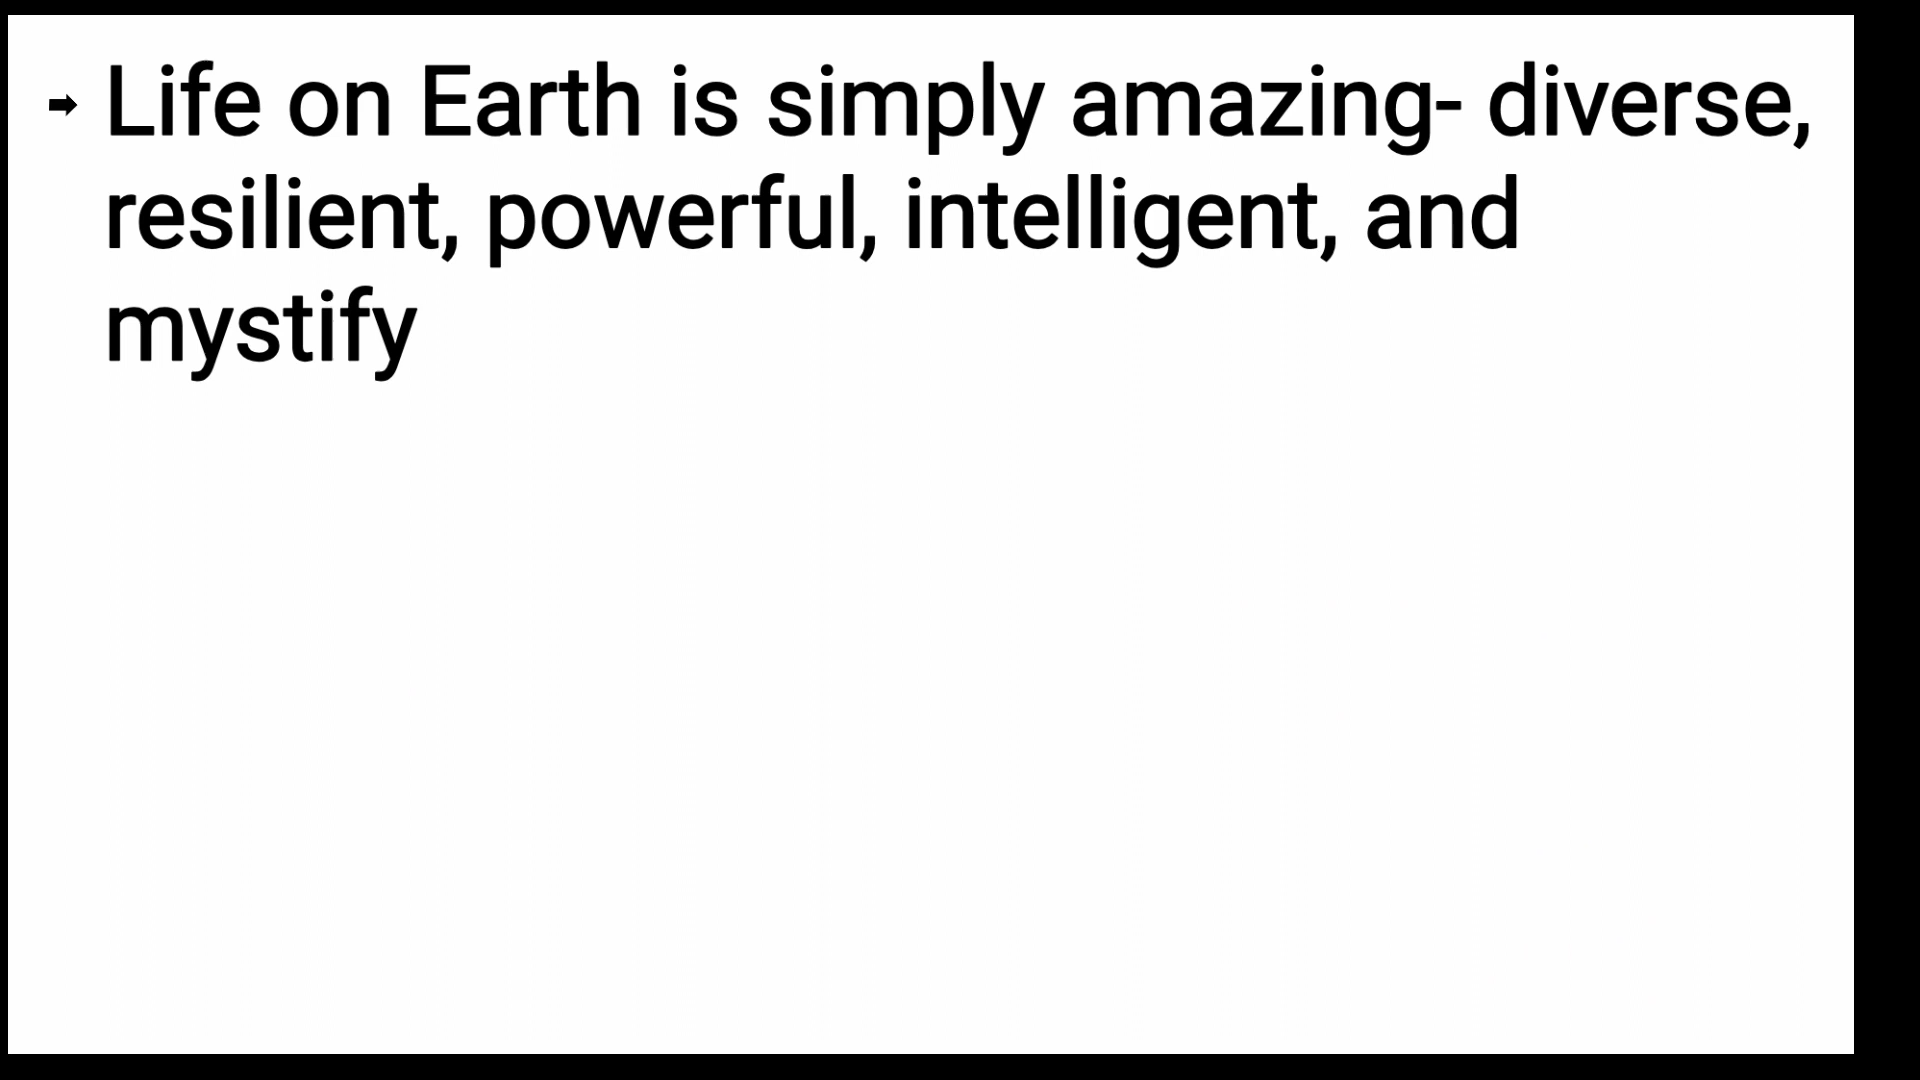 ➡ Life on Earth is simply amazing- diverse,
resilient, powerful, intelligent, and
mystify